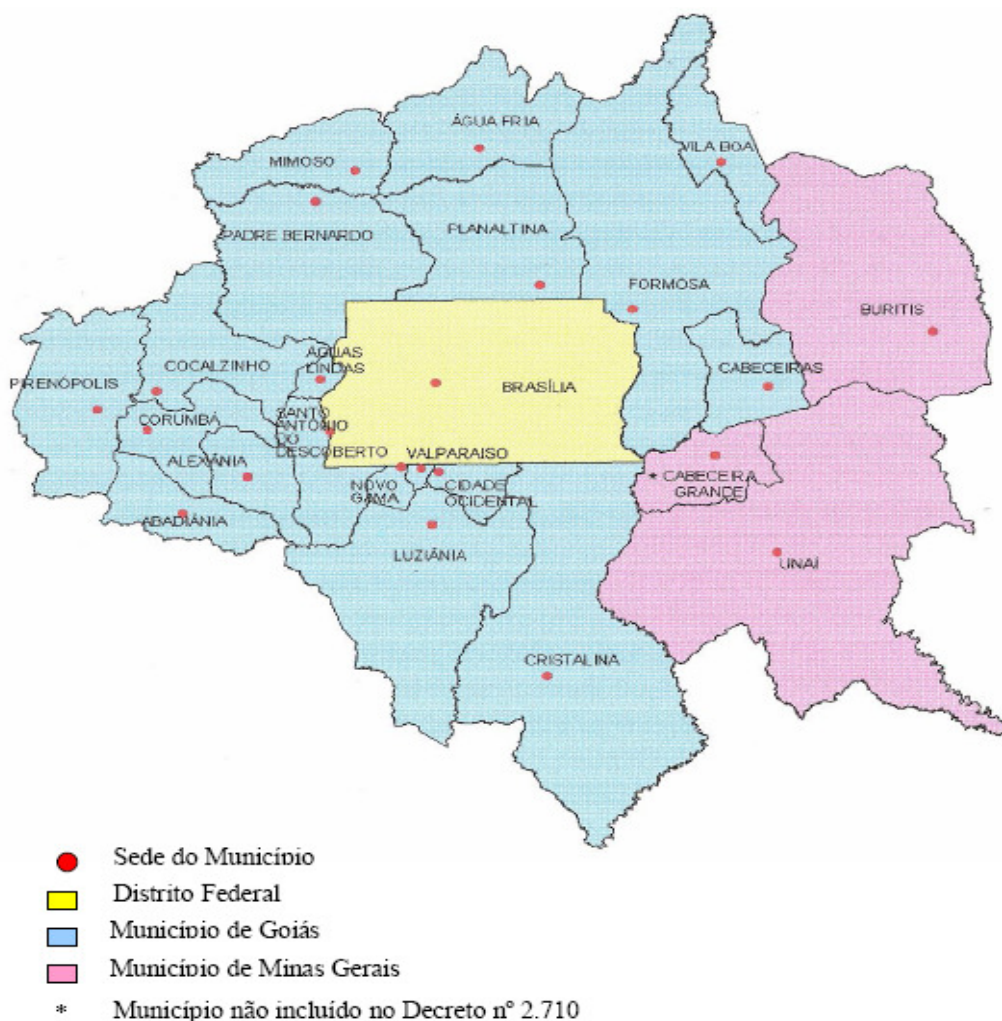 ÁGUA FRIA
MIMOSO
VILA BOA
PADRE BERNARDO
PLANALTINA
FORMOSA
BURITIS
ÁGUAS
LINDAS
COCALZINHO
CABECEIRAS
PIRENÓPOLIS
BRASÍLIA
SANTO
ANTÔNIO
DO
DESCOBERTO
CORUMBÁ
VALPARAISO
ALEXÂNIA
NOVO
GAMA
CIDADE
OCIDENTAL
* CABECEIRA
GRANDE
ABADIÂNIA
LUZIÂNIA
UNAÍ
CRISTALINA
Sede do Município
Distrito Federal
Município de Goiás
Município de Minas Gerais
* Município não incluído no Decreto nº 2.710